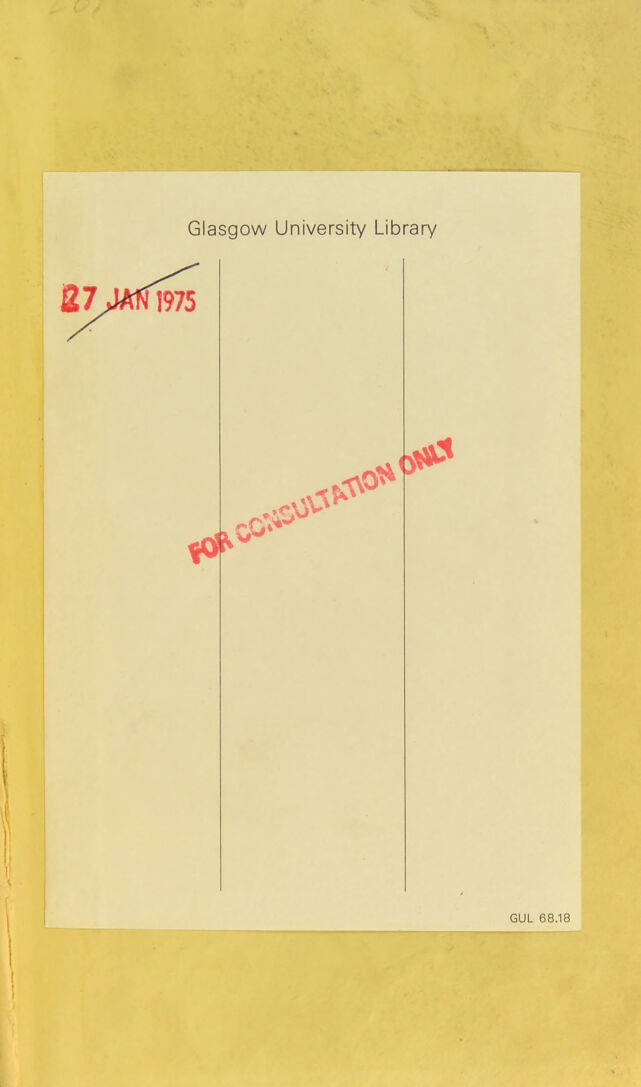 Glasgow University Library
27 JAN 1975
FOR CONSULTATION ONLY
GUL 68.18